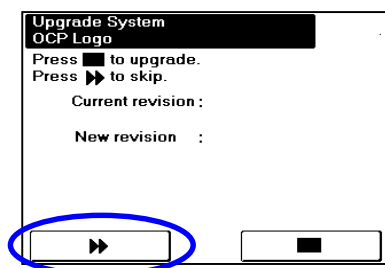 Upgrade System
OCP Logo
Press ■ to upgrade.
Press ▶▶ to skip.
Current revision :
New revision :